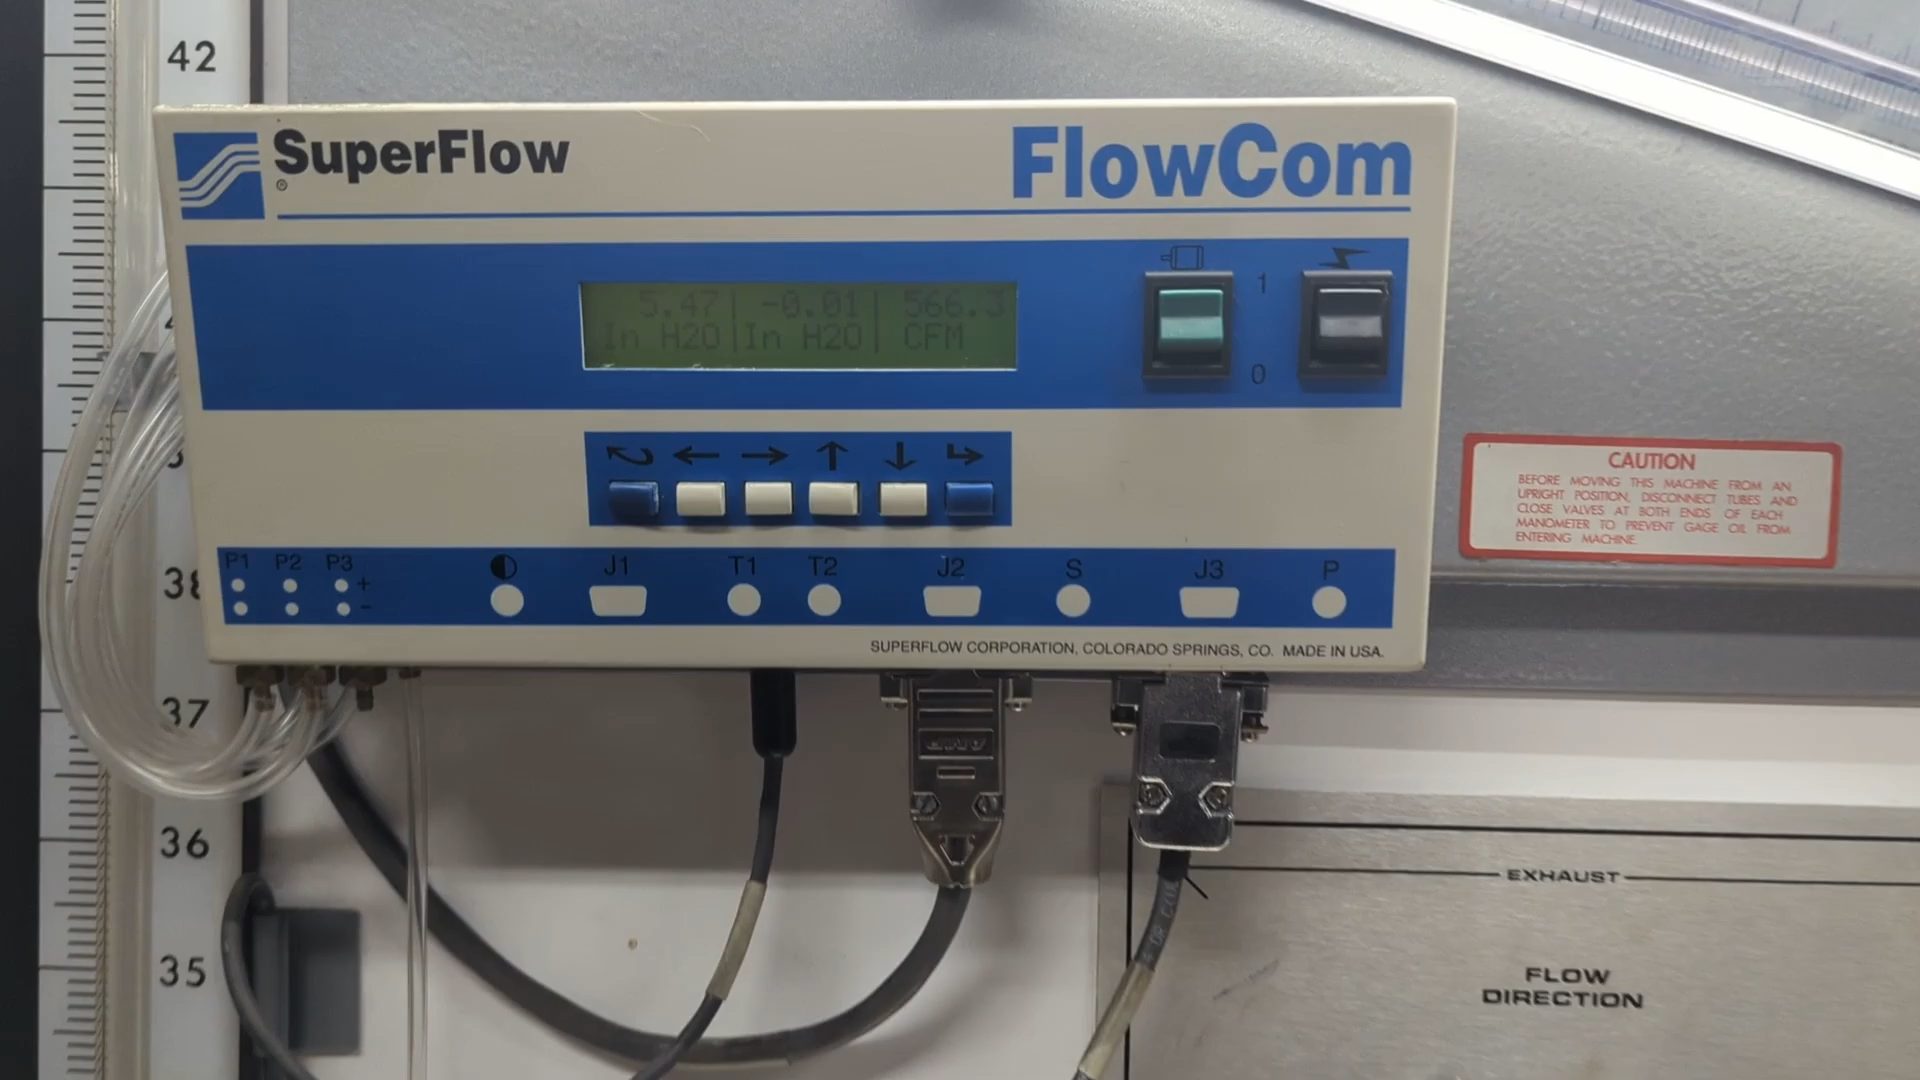 42
SuperFlow
®
FlowCom
5.47| -0.01| 566.3
In H2O|In H2O| CFM
1
0
CAUTION
BEFORE MOVING THIS MACHINE FROM AN
UPRIGHT POSITION, DISCONNECT TUBES AND
CLOSE VALVES AT BOTH ENDS OF EACH
MANOMETER TO PREVENT GAGE OIL FROM
ENTERING MACHINE.
P1 P2 P3 J1 T1 T2 J2 S J3 P
+
-
38
SUPERFLOW CORPORATION, COLORADO SPRINGS, CO. MADE IN USA.
37
AMP
36
35
EXHAUST
FLOW
DIRECTION